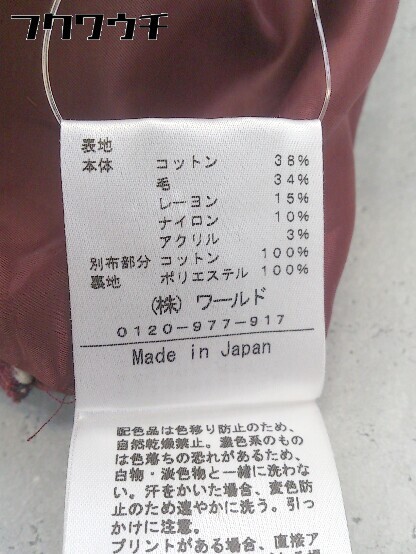 フクワウチ
表地
本体 コットン 38%
毛 34%
レーヨン 15%
ナイロン 10%
アクリル 3%
別布部分 コットン 100%
裏地 ポリエステル 100%
(株) ワールド
0120-977-917
Made in Japan
配色品は色移り防止のため、
自然乾燥禁止。濃色系のもの
は色落ちの恐れがあるため、
白物・淡色物と一緒に洗わな
い。汗をかいた場合、変色防
止のため速やかに洗う。引っ
かけに注意。
プリントがある場合、直接ア